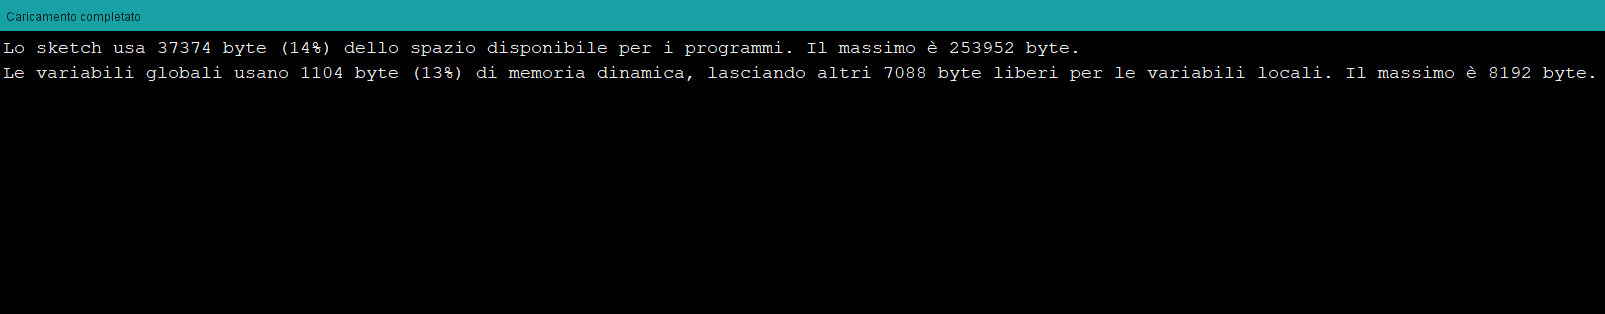 Caricamento completato
Lo sketch usa 37374 byte (14%) dello spazio disponibile per i programmi. Il massimo è 253952 byte.
Le variabili globali usano 1104 byte (13%) di memoria dinamica, lasciando altri 7088 byte liberi per le variabili locali. Il massimo è 8192 byte.